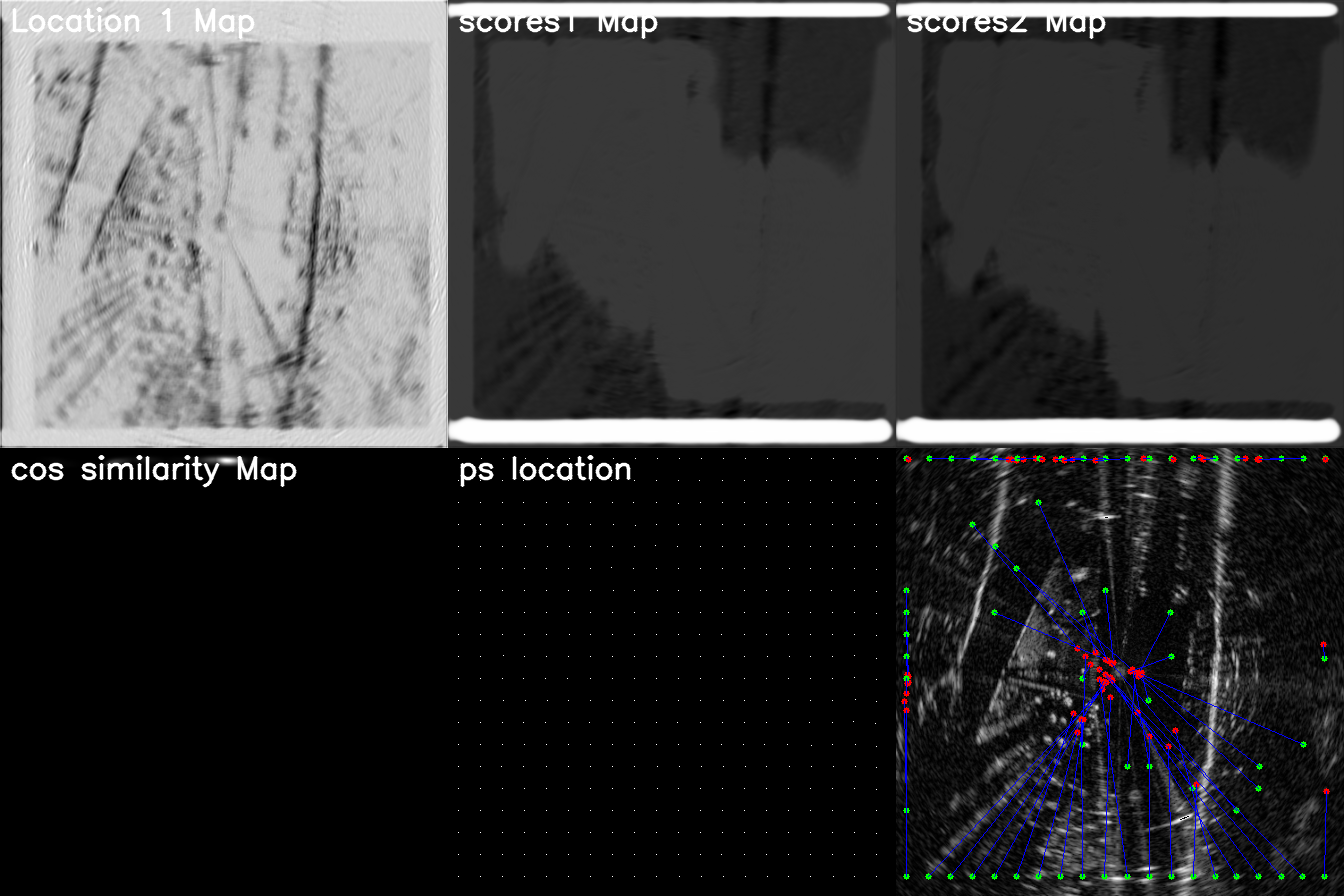 Location 1 Map
scores1 Map
scores2 Map
cos similarity Map
ps location